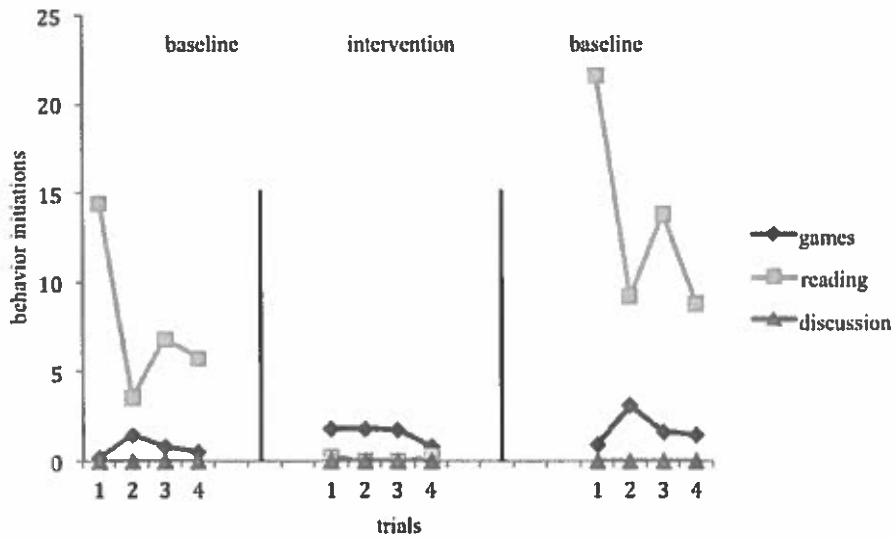 25
baseline intervention baseline
20
15
10
5
0
behavior initiations
games
reading
discussion
1 2 3 4 1 2 3 4 1 2 3 4
trials